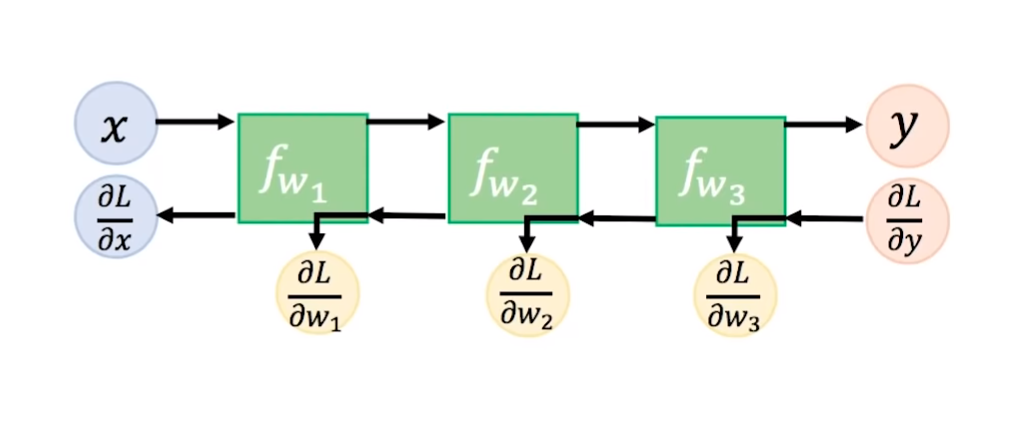 x
f_{w_1}
f_{w_2}
f_{w_3}
y
∂L/∂x
∂L/∂y
∂L/∂w_1
∂L/∂w_2
∂L/∂w_3